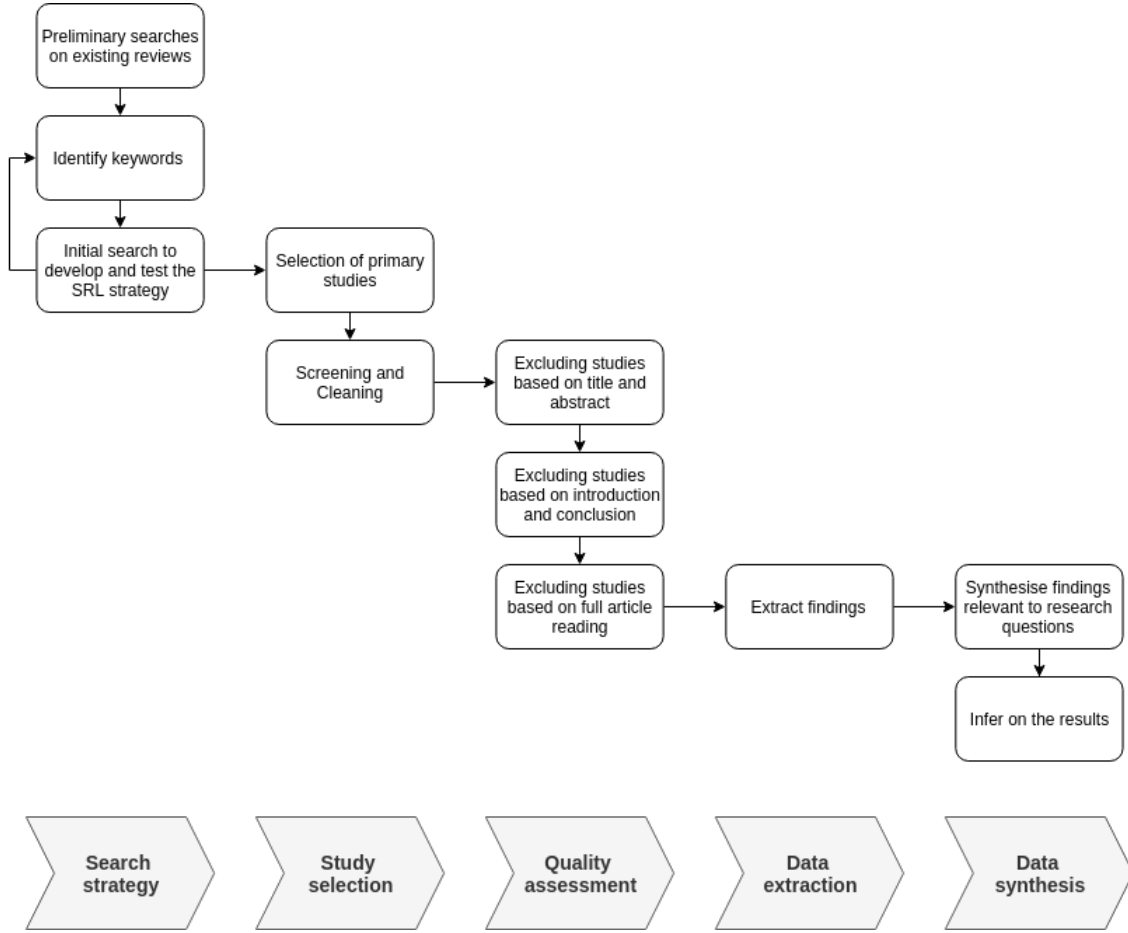 Preliminary searches
on existing reviews
Identify keywords
Initial search to
develop and test the
SRL strategy
Selection of primary
studies
Screening and
Cleaning
Excluding studies
based on title and
abstract
Excluding studies
based on introduction
and conclusion
Excluding studies
based on full article
reading
Extract findings
Synthesise findings
relevant to research
questions
Infer on the results
Search
strategy
Study
selection
Quality
assessment
Data
extraction
Data
synthesis